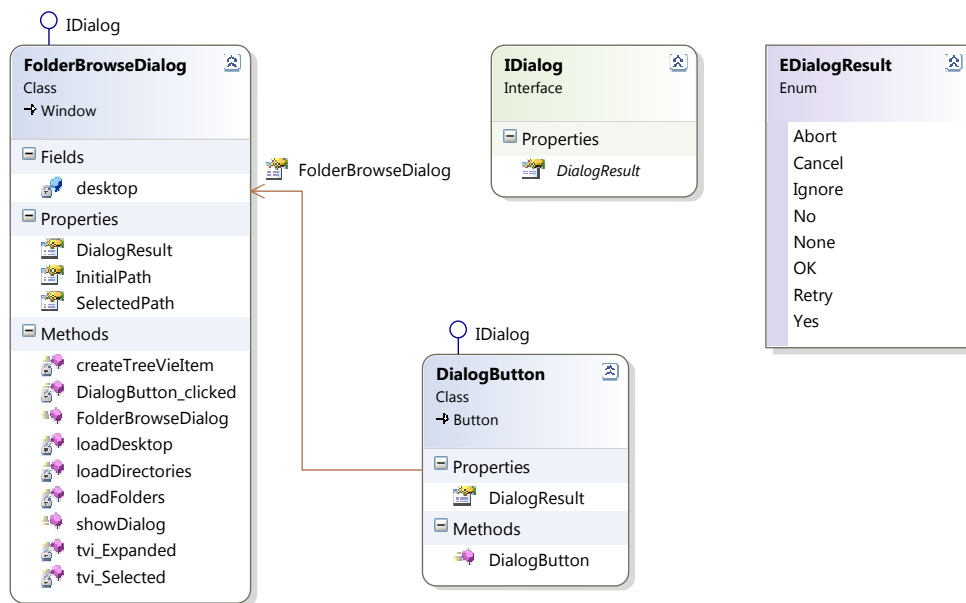 IDialog
FolderBrowseDialog
Class
Window
Fields
desktop
Properties
DialogResult
InitialPath
SelectedPath
Methods
createTreeVieItem
DialogButton_clicked
FolderBrowseDialog
loadDesktop
loadDirectories
loadFolders
showDialog
tvi_Expanded
tvi_Selected
FolderBrowseDialog
IDialog
Interface
Properties
DialogResult
IDialog
DialogButton
Class
Button
Properties
DialogResult
Methods
DialogButton
EDialogResult
Enum
Abort
Cancel
Ignore
No
None
OK
Retry
Yes